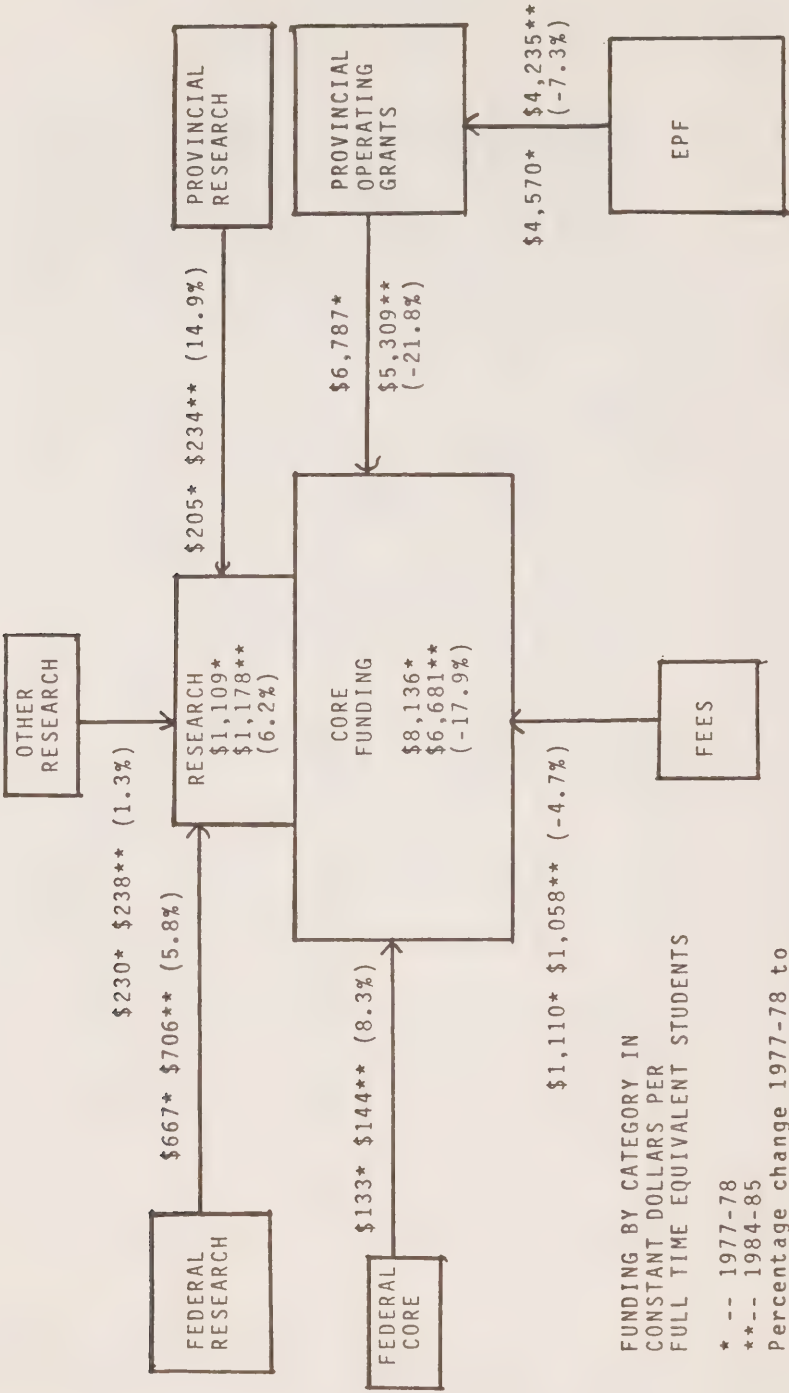 OTHER
RESEARCH
$230* $238** (1.3%)
FEDERAL
RESEARCH
$667* $706** (5.8%)
RESEARCH
$1,109*
$1,178**
(6.2%)
$205* $234** (14.9%)
PROVINCIAL
RESEARCH
FEDERAL
CORE
$133* $144** (8.3%)
CORE
FUNDING
$8,136*
$6,681**
(-17.9%)
$6,787*
$5,309**
(-21.8%)
PROVINCIAL
OPERATING
GRANTS
$4,570* $4,235**
(-7.3%)
EPF
$1,110* $1,058** (-4.7%)
FEES
FUNDING BY CATEGORY IN
CONSTANT DOLLARS PER
FULL TIME EQUIVALENT STUDENTS
* -- 1977-78
**-- 1984-85
Percentage change 1977-78 to